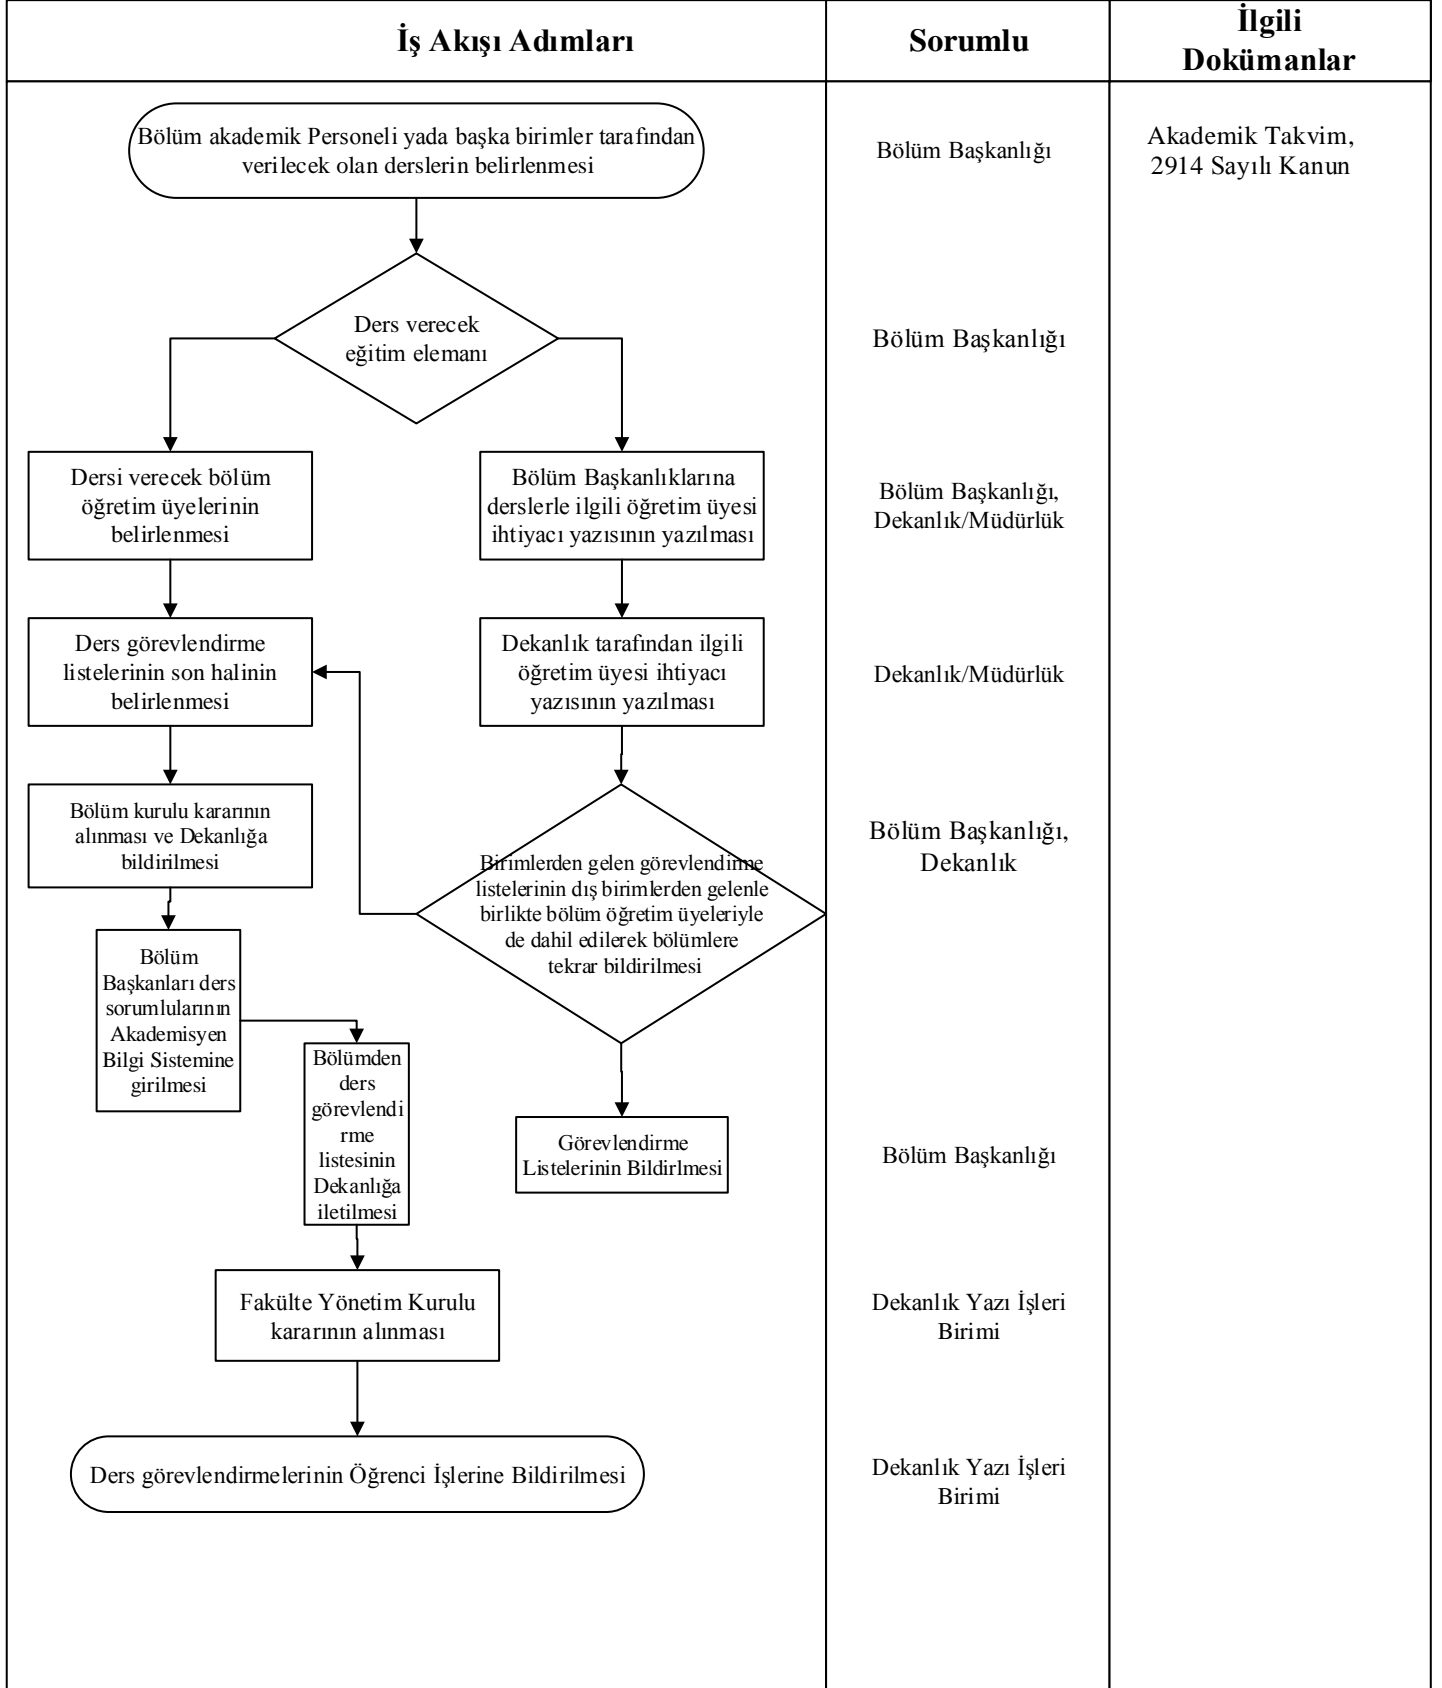 İş Akışı Adımları
Sorumlu
İlgili
Dokümanlar
Bölüm akademik Personeli yada başka birimler tarafından
verilecek olan derslerin belirlenmesi
Bölüm Başkanlığı
Akademik Takvim,
2914 Sayılı Kanun
Ders verecek
eğitim elemanı
Bölüm Başkanlığı
Dersi verecek bölüm
öğretim üyelerinin
belirlenmesi
Bölüm Başkanlıklarına
derslerle ilgili öğretim üyesi
ihtiyacı yazısının yazılması
Bölüm Başkanlığı,
Dekanlık/Müdürlük
Ders görevlendirme
listelerinin son halinin
belirlenmesi
Dekanlık tarafından ilgili
öğretim üyesi ihtiyacı
yazısının yazılması
Dekanlık/Müdürlük
Bölüm kurulu kararının
alınması ve Dekanlığa
bildirilmesi
Birimlerden gelen görevlendirme
listelerinin dış birimlerden gelenle
birlikte bölüm öğretim üyeleriyle
de dahil edilerek bölümlere
tekrar bildirilmesi
Bölüm Başkanlığı,
Dekanlık
Bölüm
Başkanları ders
sorumlularının
Akademisyen
Bilgi Sistemine
girilmesi
Bölümden
ders
görevlendi
rme
listesinin
Dekanlığa
iletilmesi
Görevlendirme
Listelerinin Bildirlmesi
Bölüm Başkanlığı
Fakülte Yönetim Kurulu
kararının alınması
Dekanlık Yazı İşleri
Birimi
Ders görevlendirmelerinin Öğrenci İşlerine Bildirilmesi
Dekanlık Yazı İşleri
Birimi